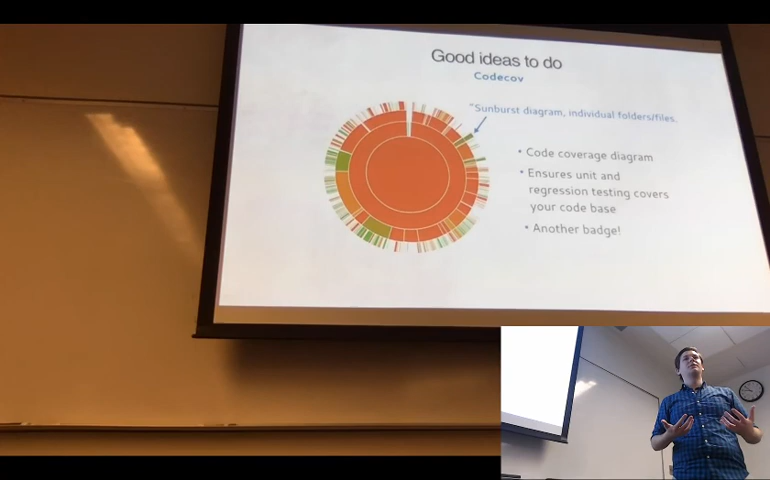 Good ideas to do
Codecov
"Sunburst diagram, individual folders/files.
• Code coverage diagram
• Ensures unit and
regression testing covers
your code base
• Another badge!